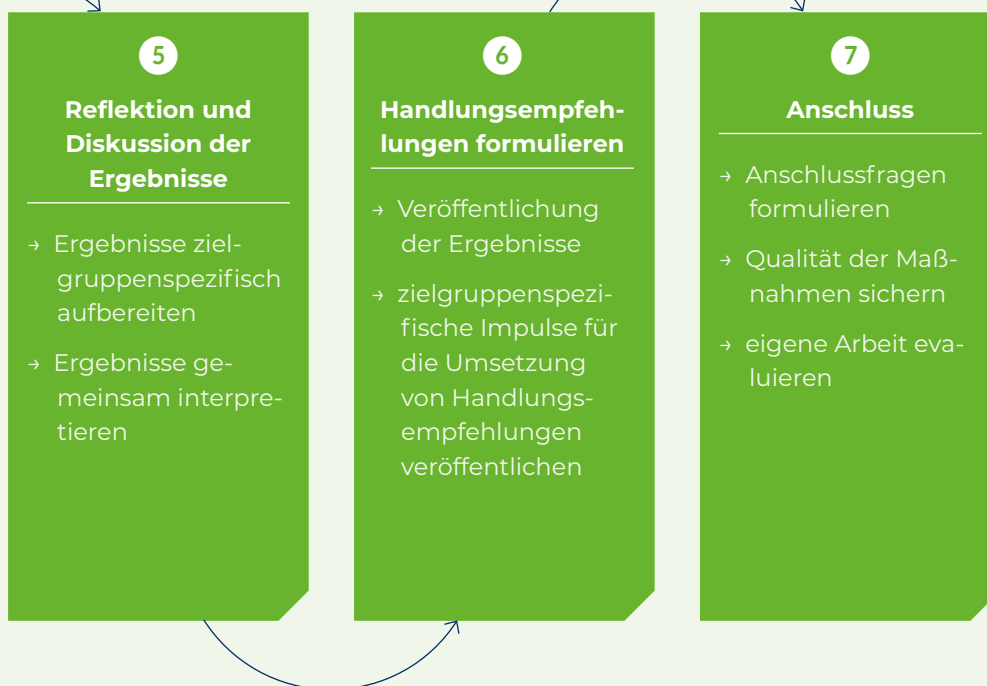 5
Reflektion und
Diskussion der
Ergebnisse
→ Ergebnisse ziel-
gruppenspezifisch
aufbereiten
→ Ergebnisse ge-
meinsam interpre-
tieren
6
Handlungsempfeh-
lungen formulieren
→ Veröffentlichung
der Ergebnisse
→ zielgruppenspezi-
fische Impulse für
die Umsetzung
von Handlungs-
empfehlungen
veröffentlichen
7
Anschluss
→ Anschlussfragen
formulieren
→ Qualität der Maß-
nahmen sichern
→ eigene Arbeit eva-
luieren